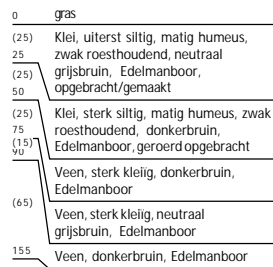 0 gras
(25) Klei, uiterst siltig, matig humeus,
25 zwak roesthoudend, neutraal
(25) grijsbruin, Edelmanboor,
50 opgebracht/gemaakt
(25) Klei, sterk siltig, matig humeus, zwak
75 roesthoudend, donkerbruin,
(15) Edelmanboor, geroerd opgebracht
90
Veen, sterk kleiïg, donkerbruin,
Edelmanboor
(65)
Veen, sterk kleiïg, neutraal
grijsbruin, Edelmanboor
155 Veen, donkerbruin, Edelmanboor